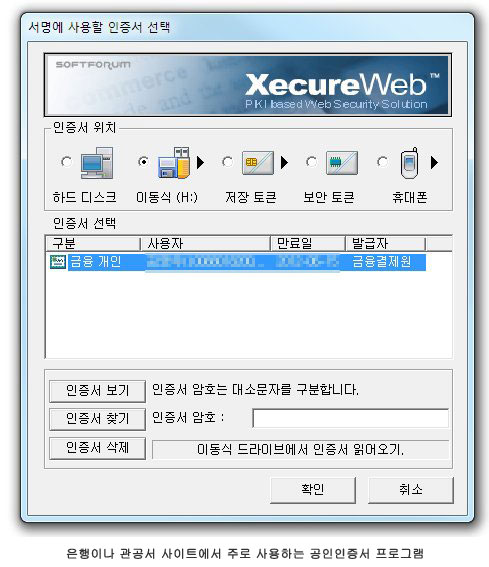 서명에 사용할 인증서 선택
SOFTFORUM
XecureWeb™
PKI based Web Security Solution
인증서 위치
하드 디스크 이동식 (H:) 저장 토큰 보안 토큰 휴대폰
인증서 선택
구분 사용자 만료일 발급자
금융 개인 금융결제원
인증서 보기 인증서 암호는 대소문자를 구분합니다.
인증서 찾기 인증서 암호 :
인증서 삭제 이동식 드라이브에서 인증서 읽어오기.
확인 취소
은행이나 관공서 사이트에서 주로 사용하는 공인인증서 프로그램